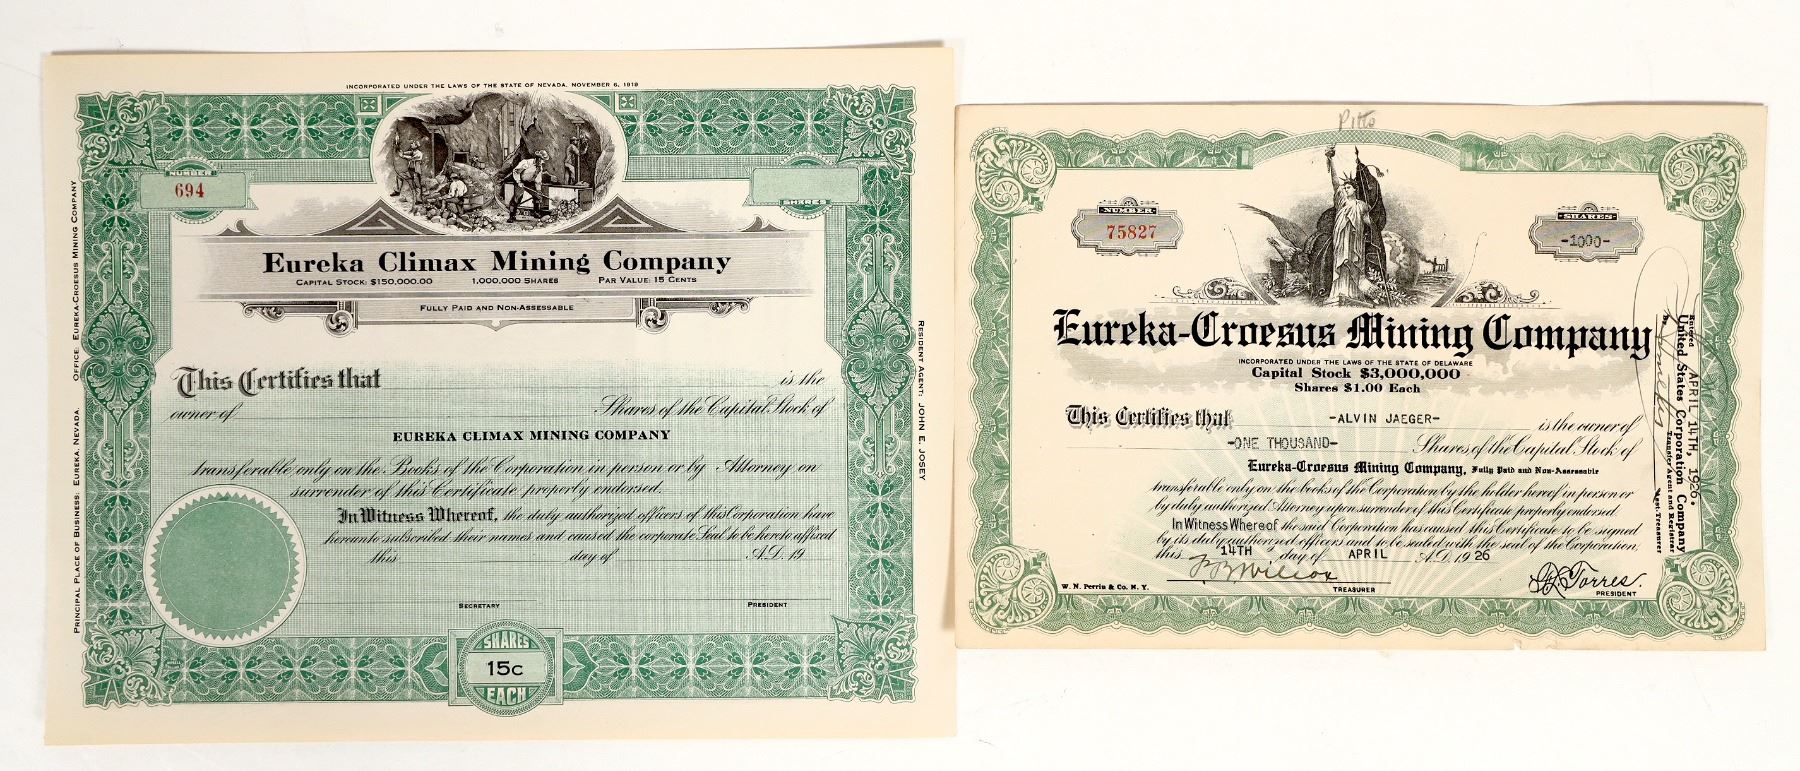 INCORPORATED UNDER THE LAWS OF THE STATE OF NEVADA, NOVEMBER 6, 1919
NUMBER
694
SHARES
Eureka Climax Mining Company
CAPITAL STOCK: $150,000.00 1,000,000 SHARES PAR VALUE: 15 CENTS
FULLY PAID AND NON-ASSESSABLE
This Certifies that is the
owner of Shares of the Capital Stock of
EUREKA CLIMAX MINING COMPANY
transferable only on the Books of the Corporation in person or by Attorney on
surrender of this Certificate properly endorsed.
In Witness Whereof, the duly authorized officers of this Corporation have
hereunto subscribed their names and caused the corporate Seal to be hereto affixed
this day of A.D. 19
SECRETARY PRESIDENT
SHARES
15c
EACH
PRINCIPAL PLACE OF BUSINESS: EUREKA, NEVADA. OFFICE: EUREKA-CROESUS MINING COMPANY
RESIDENT AGENT: JOHN E. JOSEY
NUMBER
75827
SHARES
-1000-
Eureka-Croesus Mining Company
INCORPORATED UNDER THE LAWS OF THE STATE OF DELAWARE
Capital Stock $3,000,000
Shares $1.00 Each
This Certifies that -ALVIN JAEGER- is the owner of
-ONE THOUSAND- Shares of the Capital Stock of
Eureka-Croesus Mining Company, Fully Paid and Non-Assessable
transferable only on the books of the Corporation by the holder hereof in person or
by duly authorized Attorney upon surrender of this Certificate properly endorsed.
In Witness Whereof the said Corporation has caused this Certificate to be signed
by its duly authorized officers and to be sealed with the seal of the Corporation
this 14TH day of APRIL A.D. 19 26
W. N. Perrin & Co. N. Y.
TREASURER
Torres.
PRESIDENT
Entered APRIL 14TH, 1926.
United States Corporation Company
Transfer Agent and Registrar
By
Asst. Treasurer